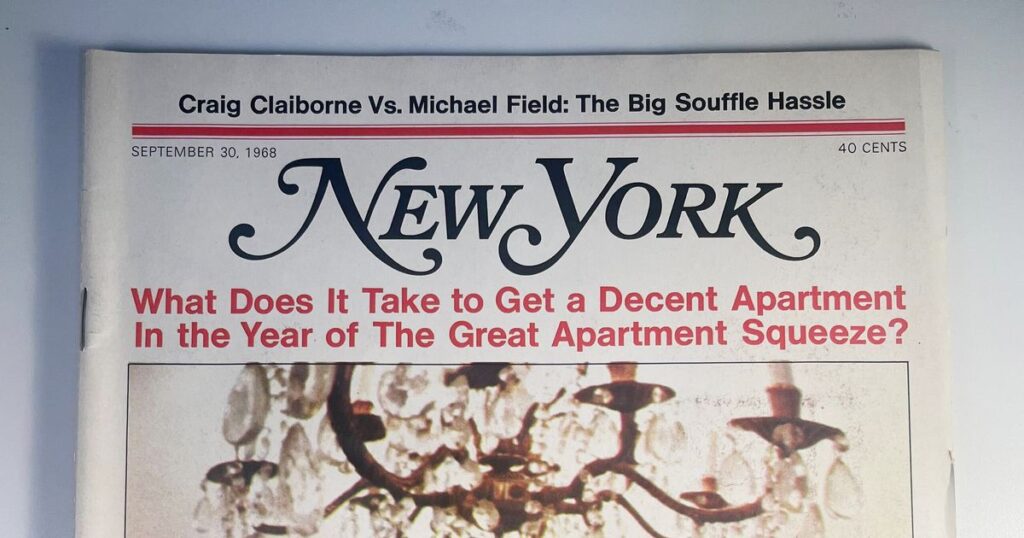 Craig Claiborne Vs. Michael Field: The Big Souffle Hassle
SEPTEMBER 30, 1968
40 CENTS
NEW YORK
What Does It Take to Get a Decent Apartment
In the Year of The Great Apartment Squeeze?